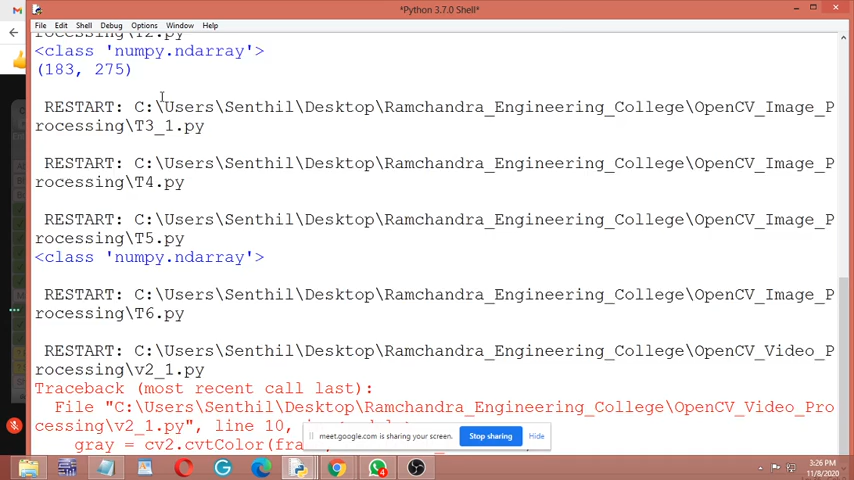 *Python 3.7.0 Shell*
File Edit Shell Debug Options Window Help
rocessing\T2.py
<class 'numpy.ndarray'>
(183, 275)
RESTART: C:\Users\Senthil\Desktop\Ramchandra_Engineering_College\OpenCV_Image_P
rocessing\T3_1.py
RESTART: C:\Users\Senthil\Desktop\Ramchandra_Engineering_College\OpenCV_Image_P
rocessing\T4.py
RESTART: C:\Users\Senthil\Desktop\Ramchandra_Engineering_College\OpenCV_Image_P
rocessing\T5.py
<class 'numpy.ndarray'>
RESTART: C:\Users\Senthil\Desktop\Ramchandra_Engineering_College\OpenCV_Image_P
rocessing\T6.py
RESTART: C:\Users\Senthil\Desktop\Ramchandra_Engineering_College\OpenCV_Video_P
rocessing\v2_1.py
Traceback (most recent call last):
File "C:\Users\Senthil\Desktop\Ramchandra_Engineering_College\OpenCV_Video_Pro
cessing\v2_1.py", line 10,
meet.google.com is sharing your screen. Stop sharing Hide
gray = cv2.cvtColor(fra
4
3:26 PM
11/8/2020